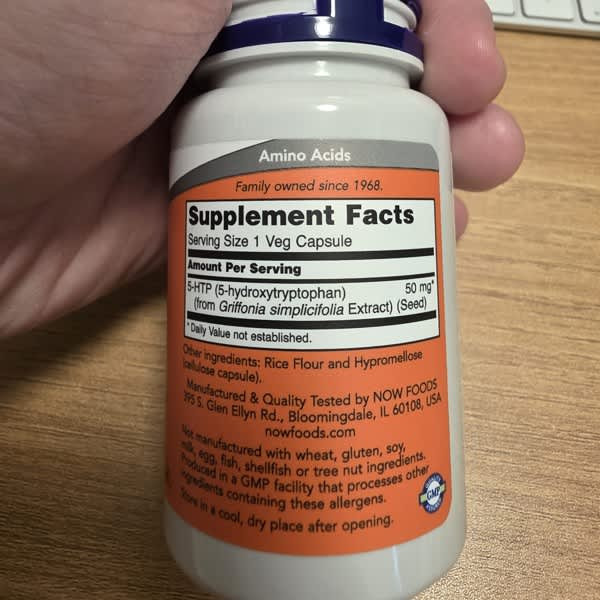 Amino Acids
Family owned since 1968.
Supplement Facts
Serving Size 1 Veg Capsule
Amount Per Serving
5-HTP (5-hydroxytryptophan) 50 mg*
(from Griffonia simplicifolia Extract) (Seed)
* Daily Value not established.
Other ingredients: Rice Flour and Hypromellose
(cellulose capsule).
Manufactured & Quality Tested by NOW FOODS
395 S. Glen Ellyn Rd., Bloomingdale, IL 60108, USA
nowfoods.com
Not manufactured with wheat, gluten, soy,
milk, egg, fish, shellfish or tree nut ingredients.
Produced in a GMP facility that processes other
ingredients containing these allergens.
Store in a cool, dry place after opening.
GMP